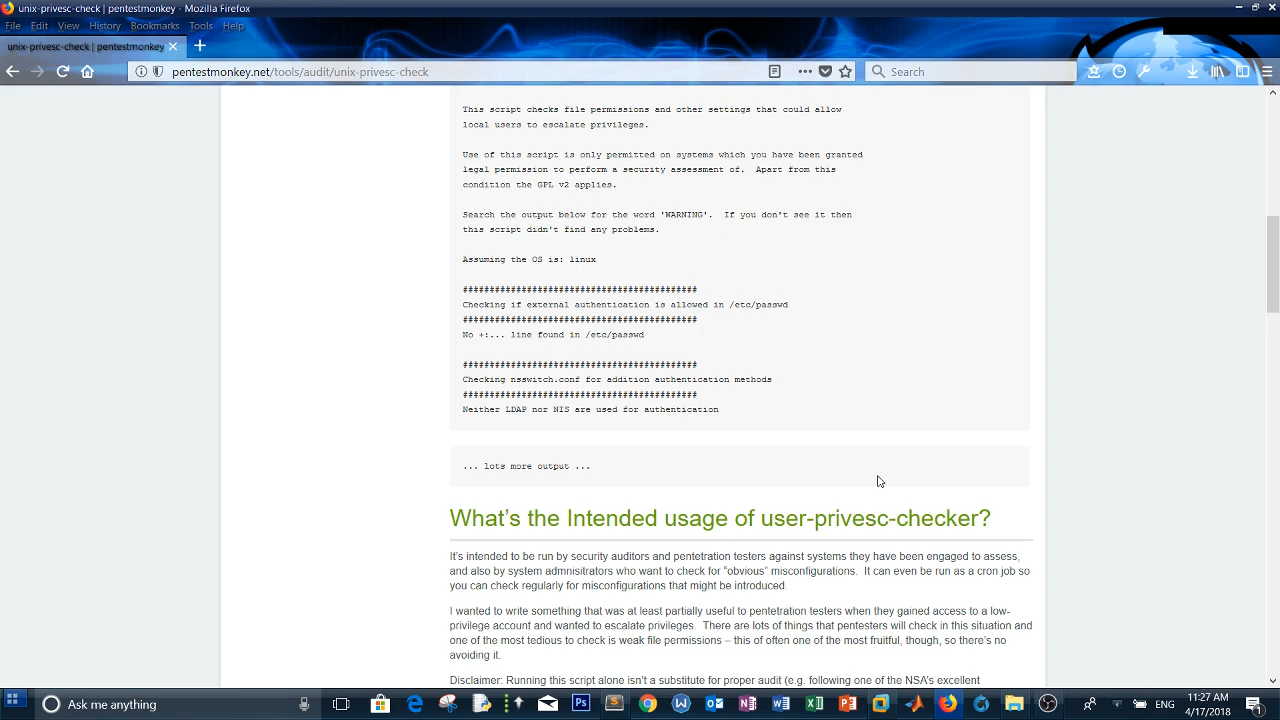 unix-privesc-check | pentestmonkey - Mozilla Firefox
File Edit View History Bookmarks Tools Help
unix-privesc-check | pentestmonkey
pentestmonkey.net/tools/audit/unix-privesc-check
Search
This script checks file permissions and other settings that could allow
local users to escalate privileges.
Use of this script is only permitted on systems which you have been granted
legal permission to perform a security assessment of.  Apart from this
condition the GPL v2 applies.
Search the output below for the word 'WARNING'.  If you don't see it then
this script didn't find any problems.
Assuming the OS is: linux
############################################
Checking if external authentication is allowed in /etc/passwd
############################################
No +:... line found in /etc/passwd
############################################
Checking nsswitch.conf for addition authentication methods
############################################
Neither LDAP nor NIS are used for authentication
... lots more output ...
What's the Intended usage of user-privesc-checker?
It's intended to be run by security auditors and pentetration testers against systems they have been engaged to assess,
and also by system admnisitrators who want to check for "obvious" misconfigurations.  It can even be run as a cron job so
you can check regularly for misconfigurations that might be introduced.
I wanted to write something that was at least partially useful to pentetration testers when they gained access to a low-
privilege account and wanted to escalate privileges.  There are lots of things that pentesters will check in this situation and
one of the most tedious to check is weak file permissions – this of often one of the most fruitful, though, so there's no
avoiding it.
Disclaimer: Running this script alone isn't a substitute for proper audit (e.g. following one of the NSA's excellent
Ask me anything
Ps
ENG
11:27 AM
4/17/2018